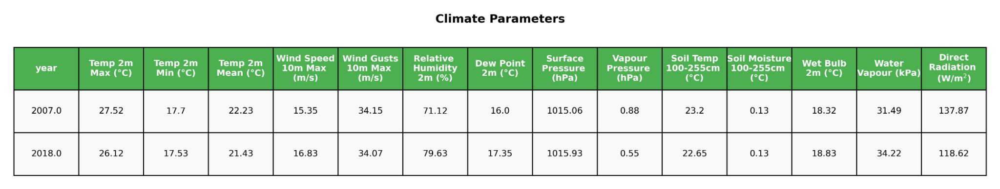 Climate Parameters
year
Temp 2m
Max (°C)
Temp 2m
Min (°C)
Temp 2m
Mean (°C)
Wind Speed
10m Max
(m/s)
Wind Gusts
10m Max
(m/s)
Relative
Humidity
2m (%)
Dew Point
2m (°C)
Surface
Pressure
(hPa)
Vapour
Pressure
(hPa)
Soil Temp
100-255cm
(°C)
Soil Moisture
100-255cm
(°C)
Wet Bulb
2m (°C)
Water
Vapour (kPa)
Direct
Radiation
(W/m²)
2007.0 27.52 17.7 22.23 15.35 34.15 71.12 16.0 1015.06 0.88 23.2 0.13 18.32 31.49 137.87
2018.0 26.12 17.53 21.43 16.83 34.07 79.63 17.35 1015.93 0.55 22.65 0.13 18.83 34.22 118.62